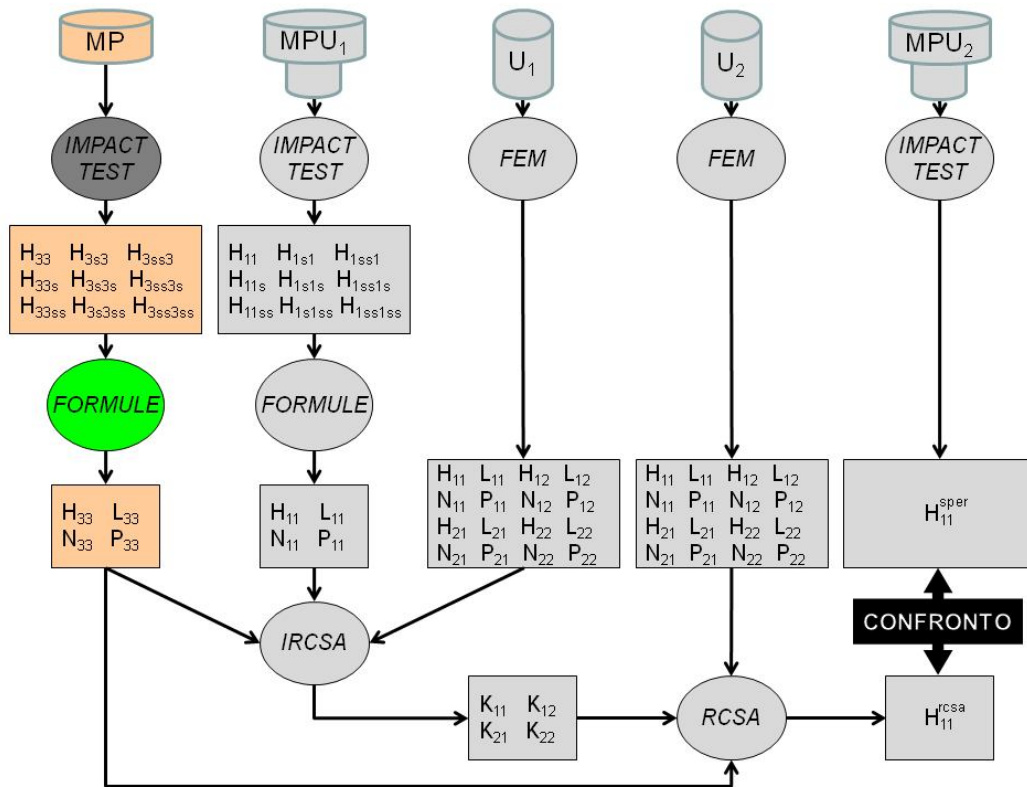 MP
MPU₁
U₁
U₂
MPU₂
IMPACT
TEST
IMPACT
TEST
FEM
FEM
IMPACT
TEST
H₃₃ H₃ₛ₃ H₃ₛₛ₃
H₃₃ₛ H₃ₛ₃ₛ H₃ₛₛ₃ₛ
H₃₃ₛₛ H₃ₛ₃ₛₛ H₃ₛₛ₃ₛₛ
H₁₁ H₁ₛ₁ H₁ₛₛ₁
H₁₁ₛ H₁ₛ₁ₛ H₁ₛₛ₁ₛ
H₁₁ₛₛ H₁ₛ₁ₛₛ H₁ₛₛ₁ₛₛ
FORMULE
FORMULE
H₃₃ L₃₃
N₃₃ P₃₃
H₁₁ L₁₁
N₁₁ P₁₁
H₁₁ L₁₁ H₁₂ L₁₂
N₁₁ P₁₁ N₁₂ P₁₂
H₂₁ L₂₁ H₂₂ L₂₂
N₂₁ P₂₁ N₂₂ P₂₂
H₁₁ L₁₁ H₁₂ L₁₂
N₁₁ P₁₁ N₁₂ P₁₂
H₂₁ L₂₁ H₂₂ L₂₂
N₂₁ P₂₁ N₂₂ P₂₂
H₁₁ˢᵖᵉʳ
CONFRONTO
IRCSA
K₁₁ K₁₂
K₂₁ K₂₂
RCSA
H₁₁ʳᶜˢᵃ